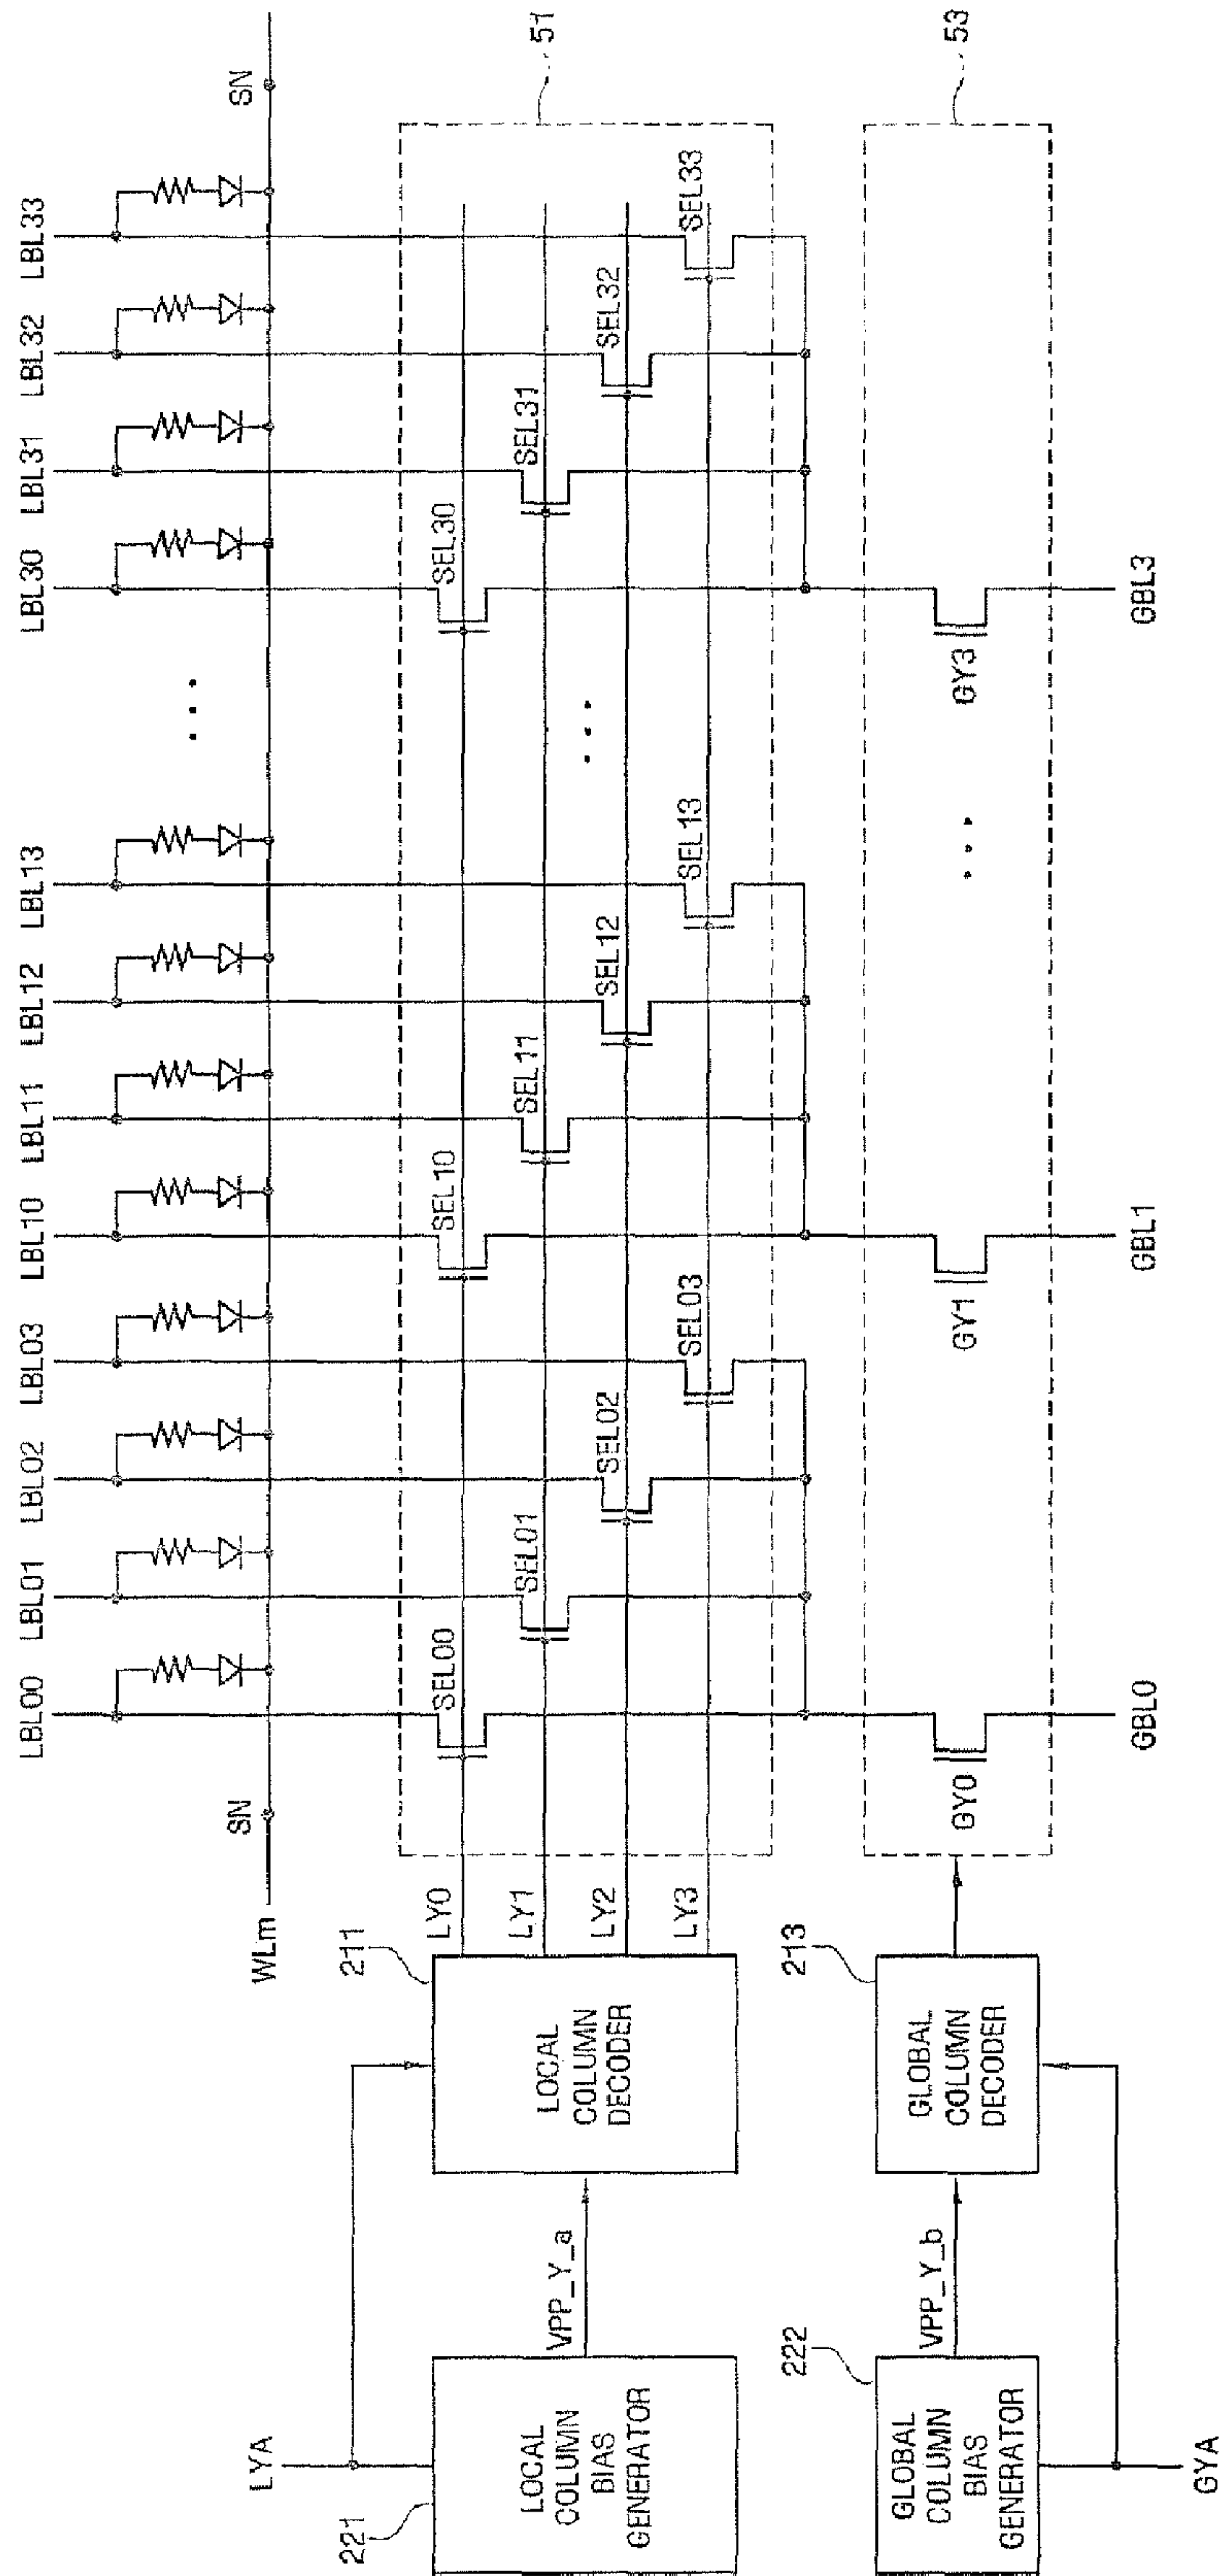 LBL00
LBL01
LBL02
LBL03
LBL10
LBL11
LBL12
LBL13
LBL30
LBL31
LBL32
LBL33
...
WLm
SN
SN
LYA
221
LOCAL
COLUMN
BIAS
GENERATOR
VPP_Y_a
211
LOCAL
COLUMN
DECODER
LY0
LY1
LY2
LY3
SEL00
SEL01
SEL02
SEL03
SEL10
SEL11
SEL12
SEL13
...
SEL30
SEL31
SEL32
SEL33
51
222
GLOBAL
COLUMN
BIAS
GENERATOR
GYA
VPP_Y_b
213
GLOBAL
COLUMN
DECODER
GY0
GY1
...
GY3
53
GBL0
GBL1
GBL3